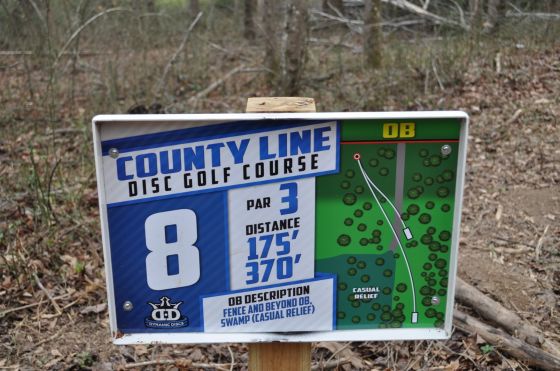 COUNTY LINE
DISC GOLF COURSE
8
PAR 3
DISTANCE
175'
370'
OB DESCRIPTION
FENCE AND BEYOND OB,
SWAMP (CASUAL RELIEF)
DYNAMIC DISCS
OB
CASUAL
RELIEF